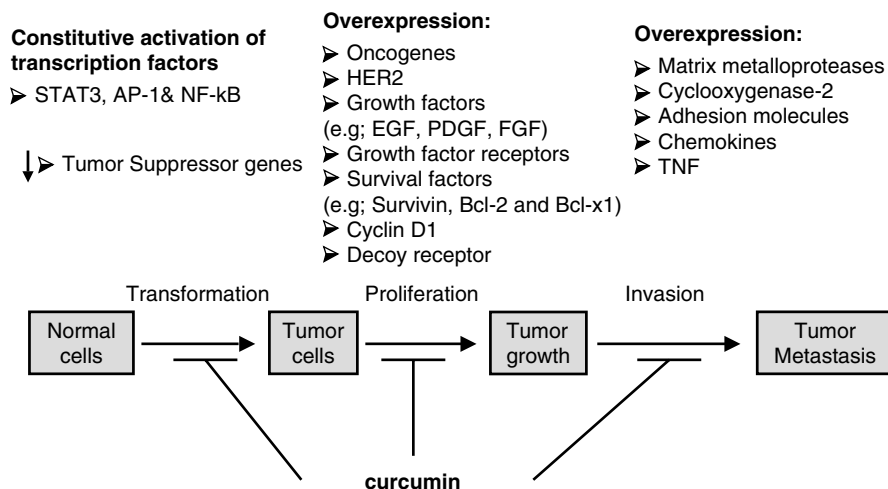 Constitutive activation of
transcription factors
➢ STAT3, AP-1& NF-kB
↓➢ Tumor Suppressor genes
Overexpression:
➢ Oncogenes
➢ HER2
➢ Growth factors
(e.g; EGF, PDGF, FGF)
➢ Growth factor receptors
➢ Survival factors
(e.g; Survivin, Bcl-2 and Bcl-x1)
➢ Cyclin D1
➢ Decoy receptor
Overexpression:
➢ Matrix metalloproteases
➢ Cyclooxygenase-2
➢ Adhesion molecules
➢ Chemokines
➢ TNF
Transformation
Proliferation
Invasion
Normal
cells
Tumor
cells
Tumor
growth
Tumor
Metastasis
curcumin